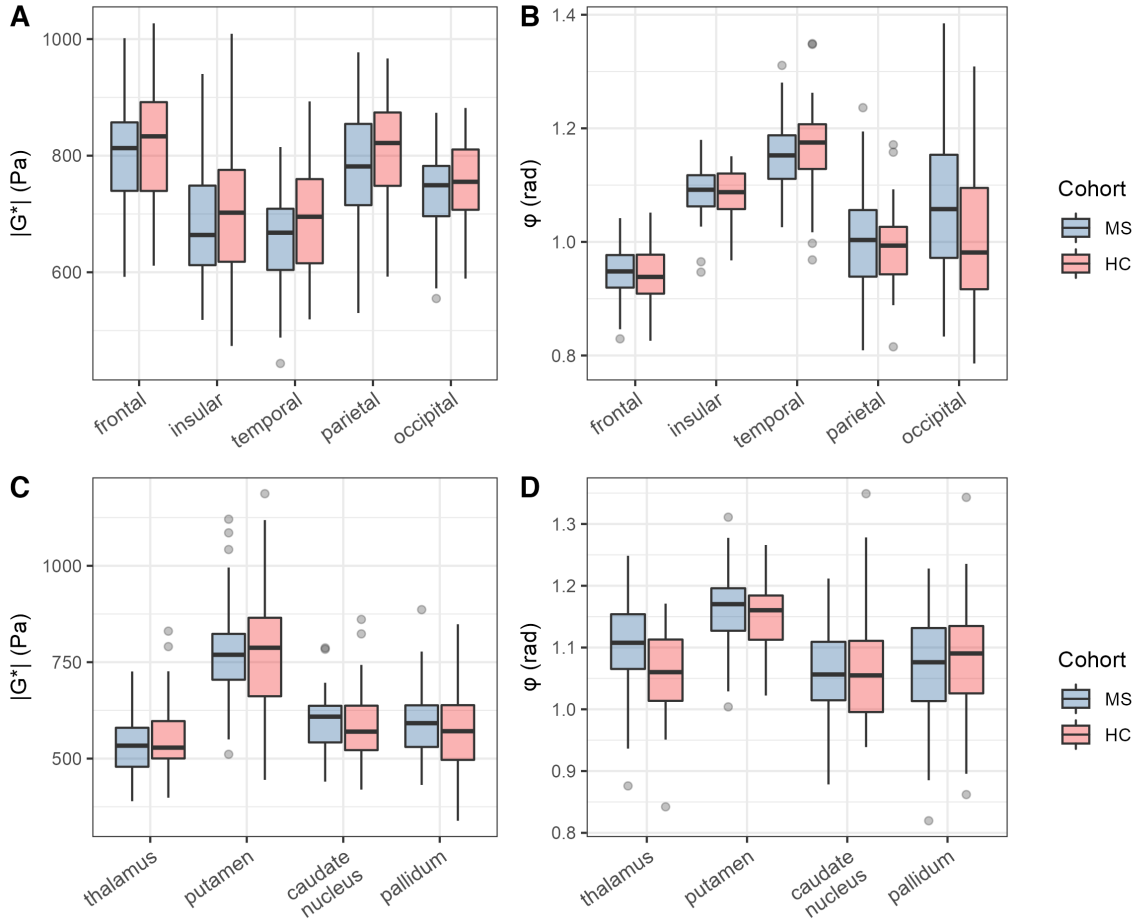 A
|G*| (Pa)
1000
800
600
frontal
insular
temporal
parietal
occipital
B
φ (rad)
1.4
1.2
1.0
0.8
frontal
insular
temporal
parietal
occipital
Cohort
MS
HC
C
|G*| (Pa)
1000
750
500
thalamus
putamen
caudate
nucleus
pallidum
D
φ (rad)
1.3
1.2
1.1
1.0
0.9
0.8
thalamus
putamen
caudate
nucleus
pallidum
Cohort
MS
HC